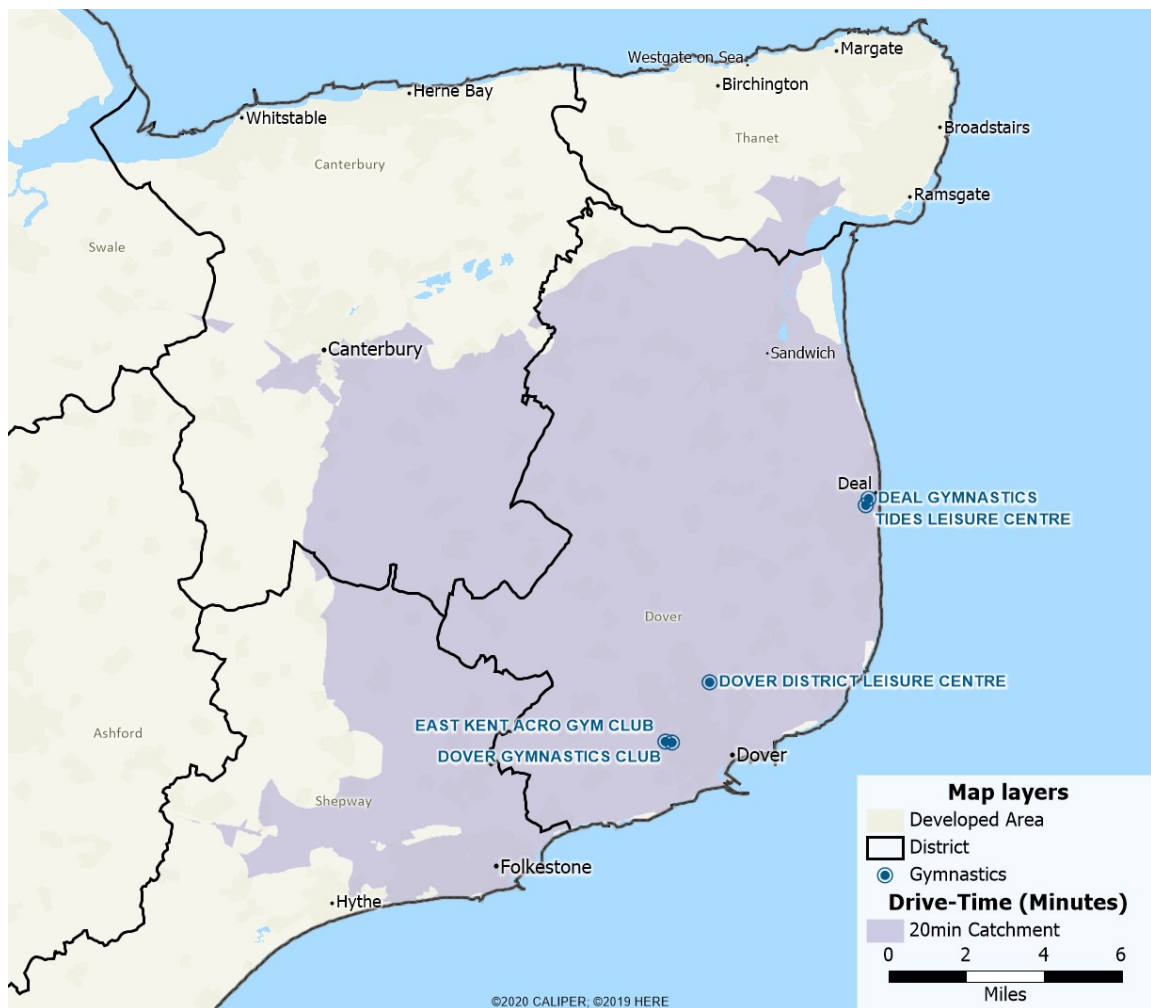 Margate
Westgate on Sea
Birchington
Herne Bay
Whitstable
Broadstairs
Thanet
Canterbury
Ramsgate
Swale
Canterbury
Sandwich
Deal
DEAL GYMNASTICS
TIDES LEISURE CENTRE
Dover
DOVER DISTRICT LEISURE CENTRE
EAST KENT ACRO GYM CLUB
Ashford
DOVER GYMNASTICS CLUB
Dover
Shepway
Folkestone
Hythe
Map layers
Developed Area
District
Gymnastics
Drive-Time (Minutes)
20min Catchment
0 2 4 6
Miles
©2020 CALIPER; ©2019 HERE